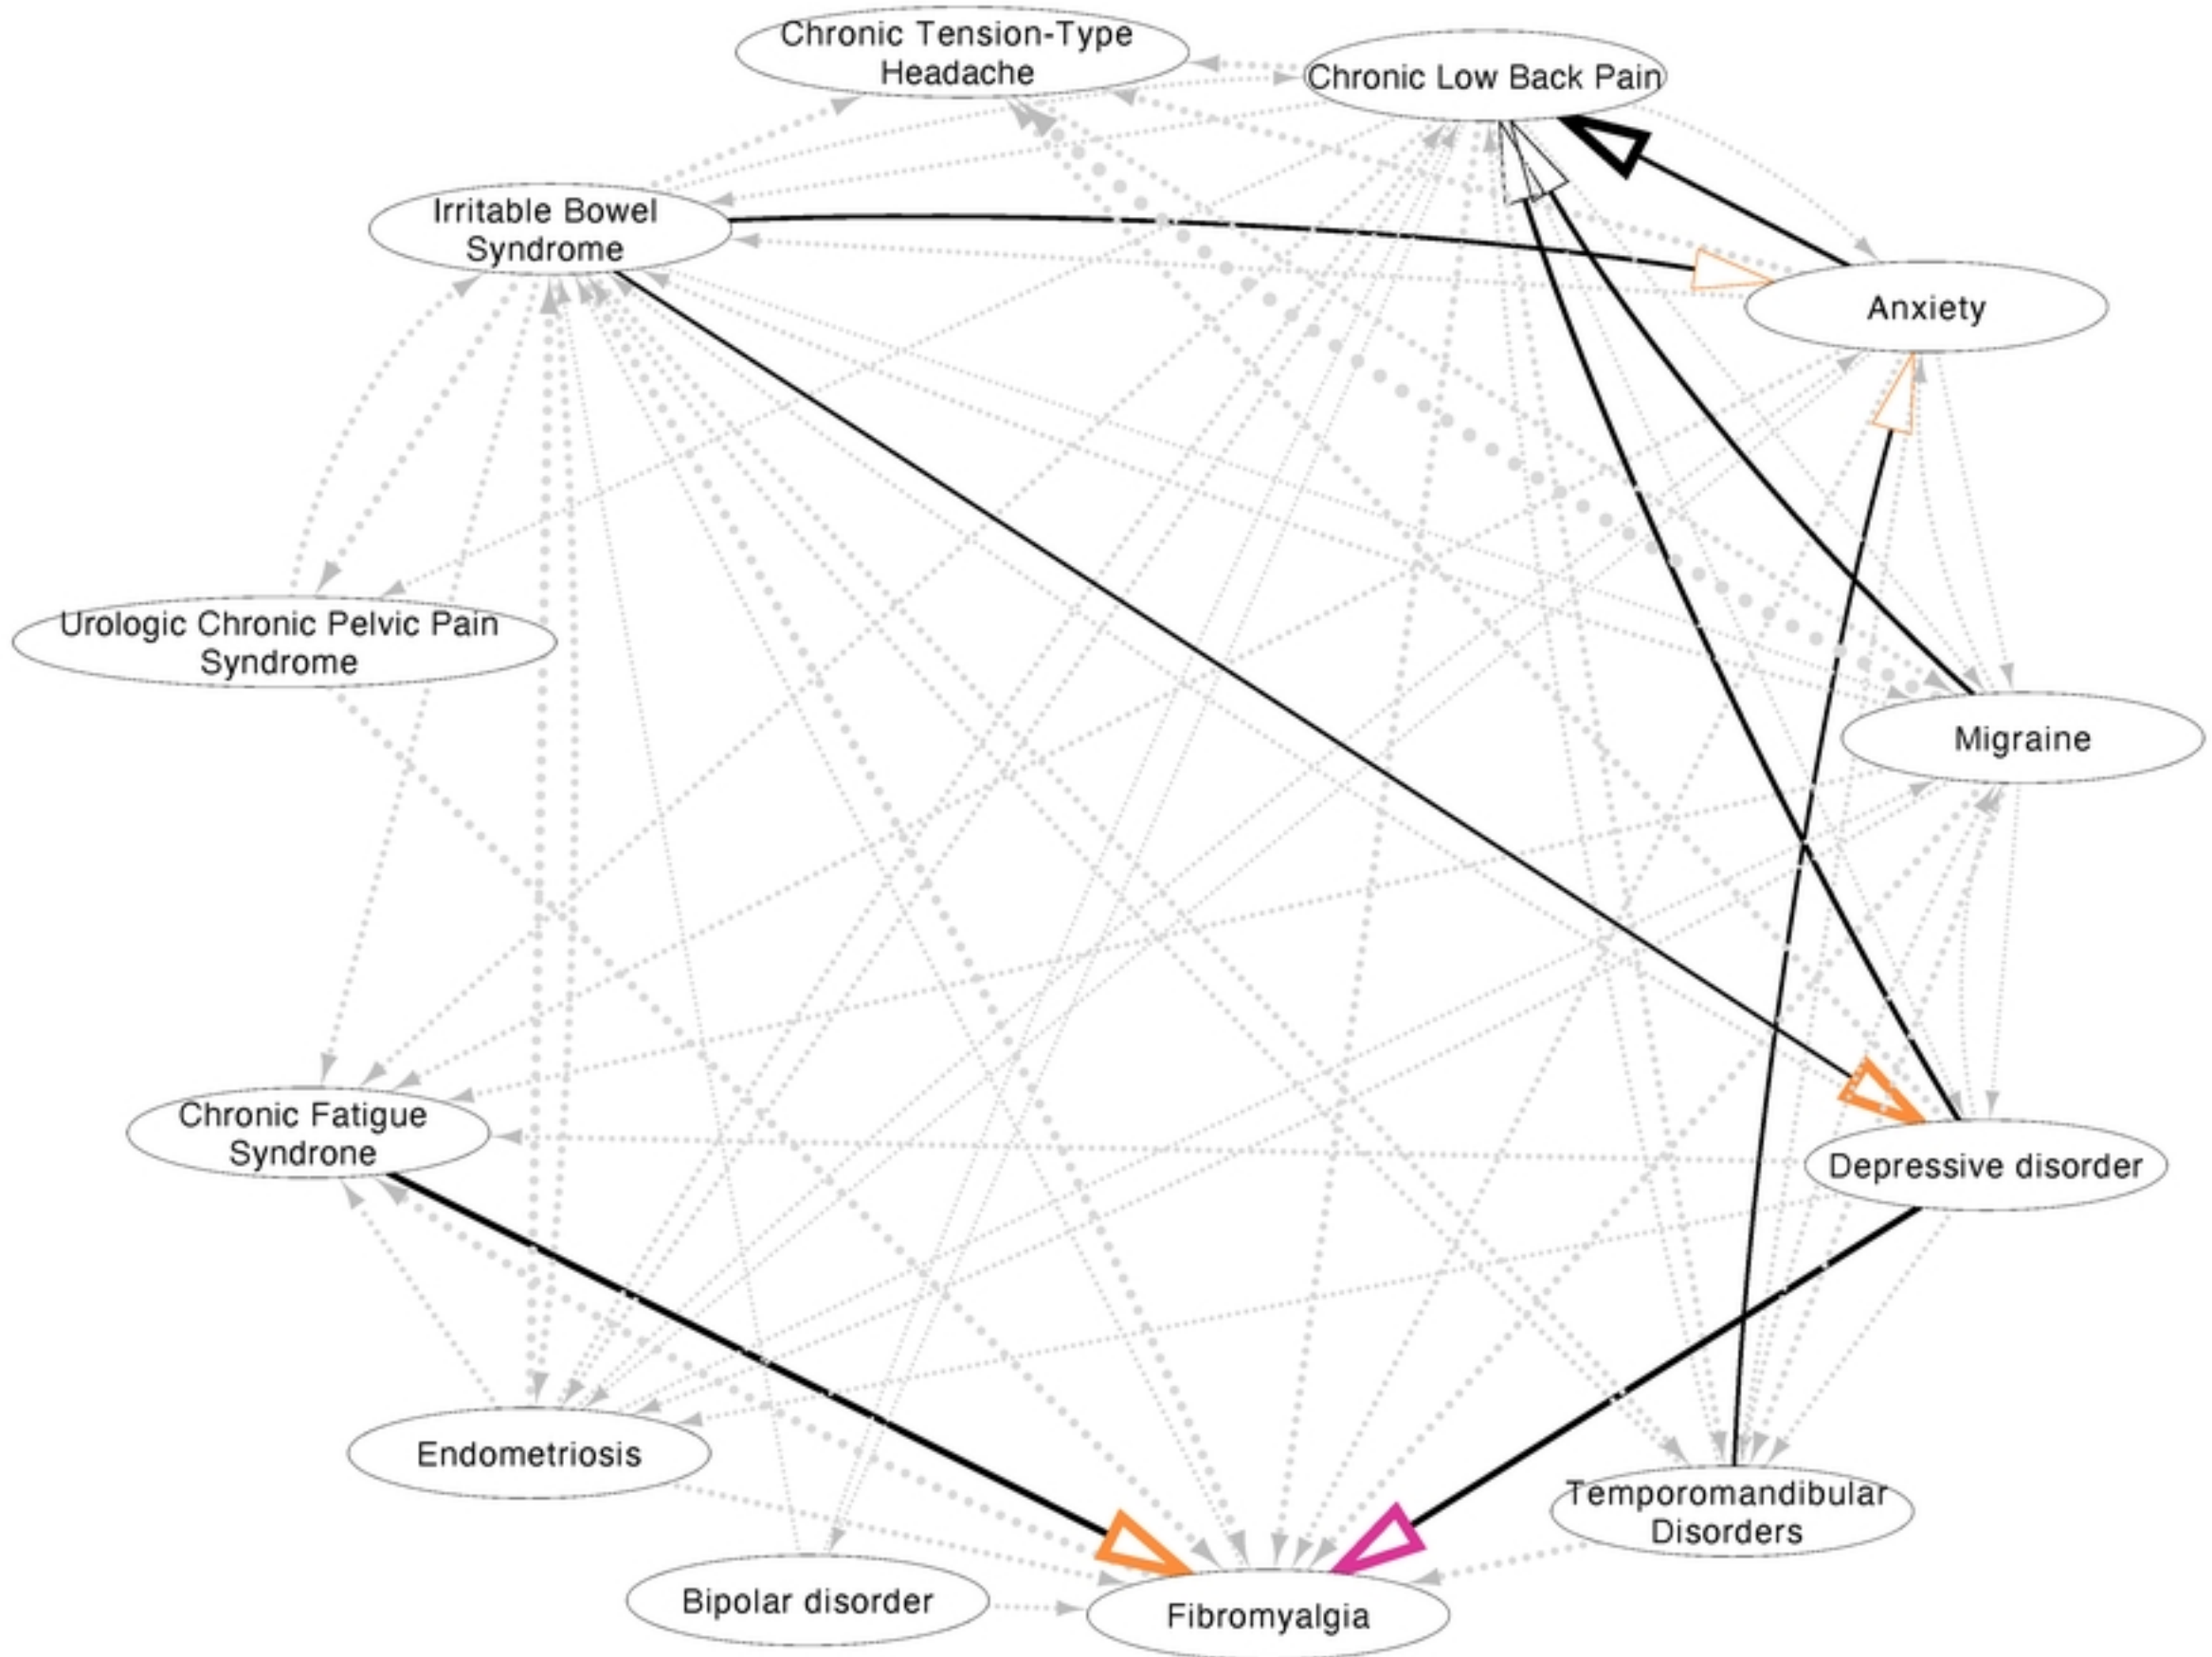 Chronic Tension-Type
Headache
Chronic Low Back Pain
Irritable Bowel
Syndrome
Anxiety
Urologic Chronic Pelvic Pain
Syndrome
Migraine
Chronic Fatigue
Syndrone
Depressive disorder
Endometriosis
Temporomandibular
Disorders
Bipolar disorder
Fibromyalgia